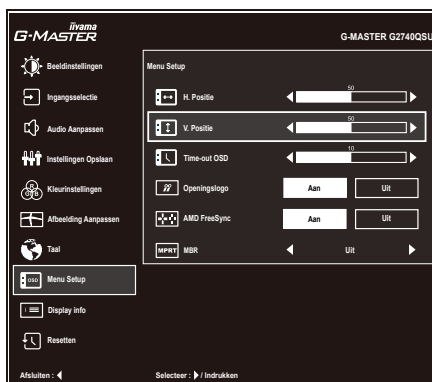 iiyama
G-MASTER
G-MASTER G2740QSU
Beeldinstellingen
Ingangsselectie
Audio Aanpassen
Instellingen Opslaan
R G B
Kleurinstellingen
Afbeelding Aanpassen
Taal
OSD
Menu Setup
Display info
Resetten
Menu Setup
H. Positie
50
V. Positie
50
Time-out OSD
10
Openingslogo
Aan
Uit
AMD FreeSync
Aan
Uit
MPRT
MBR
Uit
Afsluiten :
Selecteer : / Indrukken